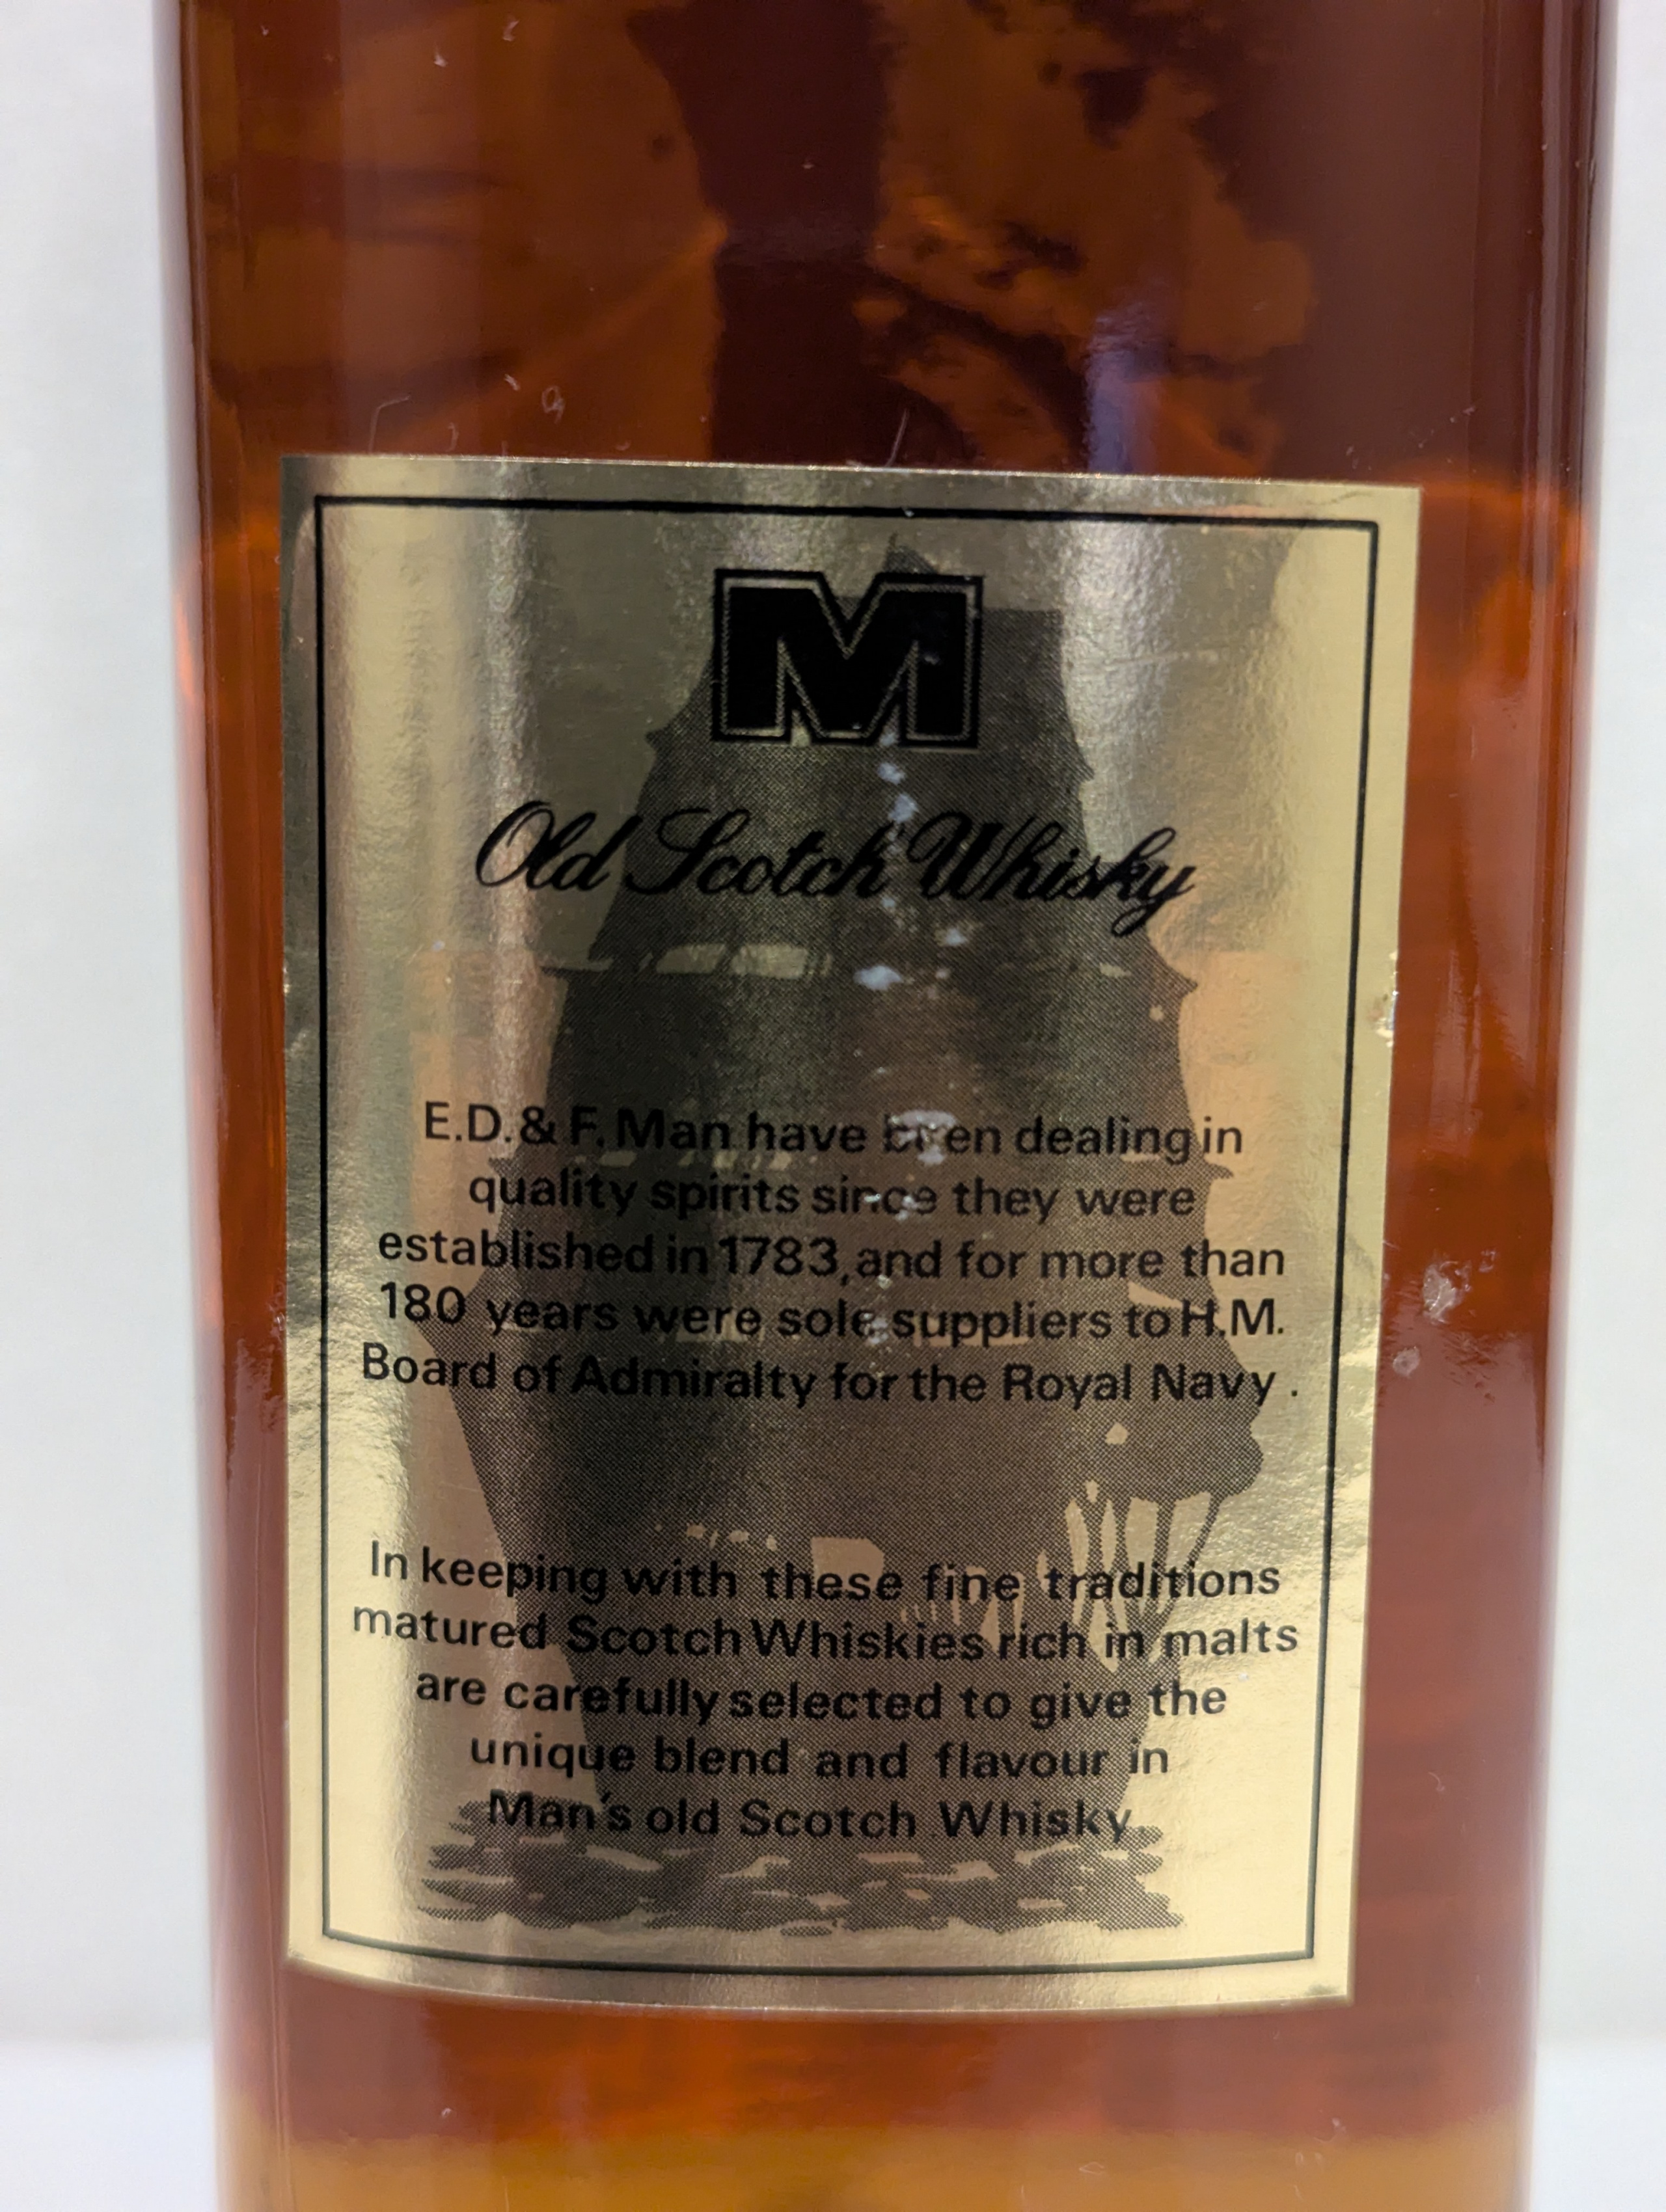 M
Old Scotch Whisky
E.D. & F. Man have been dealing in
quality spirits since they were
established in 1783, and for more than
180 years were sole suppliers to H.M.
Board of Admiralty for the Royal Navy.
In keeping with these fine traditions
matured Scotch Whiskies rich in malts
are carefully selected to give the
unique blend and flavour in
Man's old Scotch Whisky.